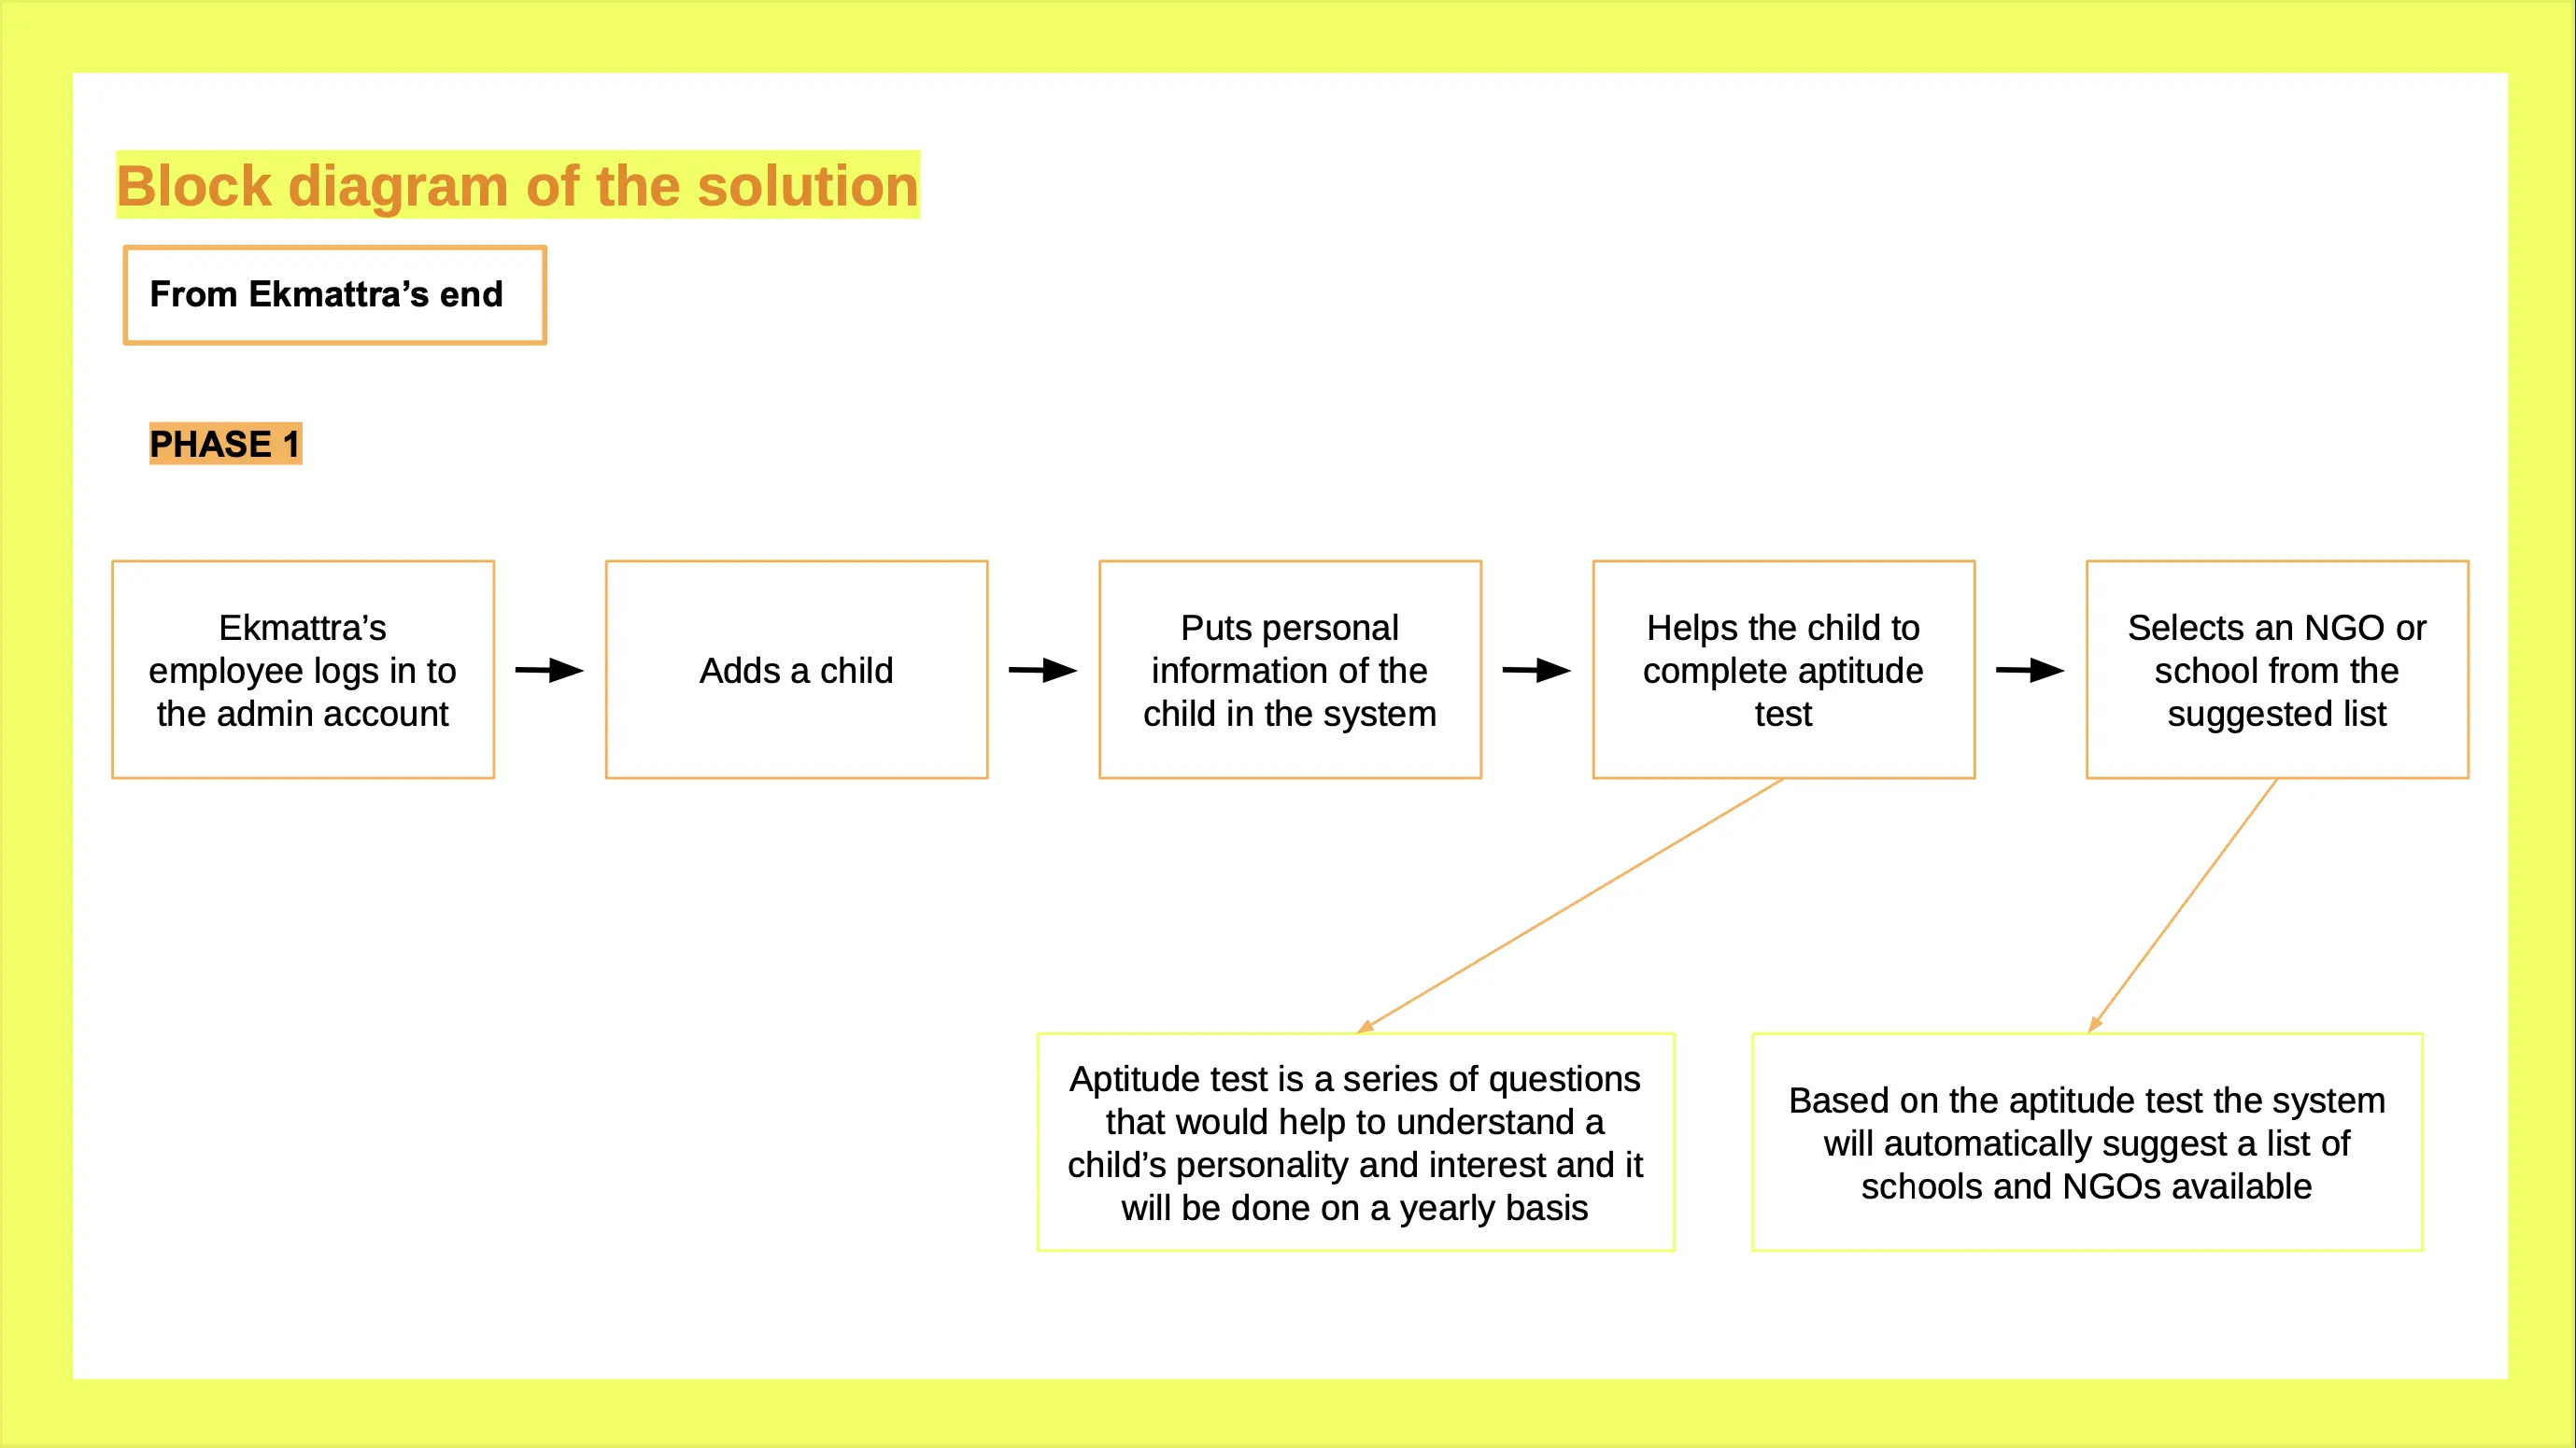 Block diagram of the solution
From Ekmattra’s end
PHASE 1
Ekmattra’s
employee logs in to
the admin account
Adds a child
Puts personal
information of the
child in the system
Helps the child to
complete aptitude
test
Selects an NGO or
school from the
suggested list
Aptitude test is a series of questions
that would help to understand a
child’s personality and interest and it
will be done on a yearly basis
Based on the aptitude test the system
will automatically suggest a list of
schools and NGOs available